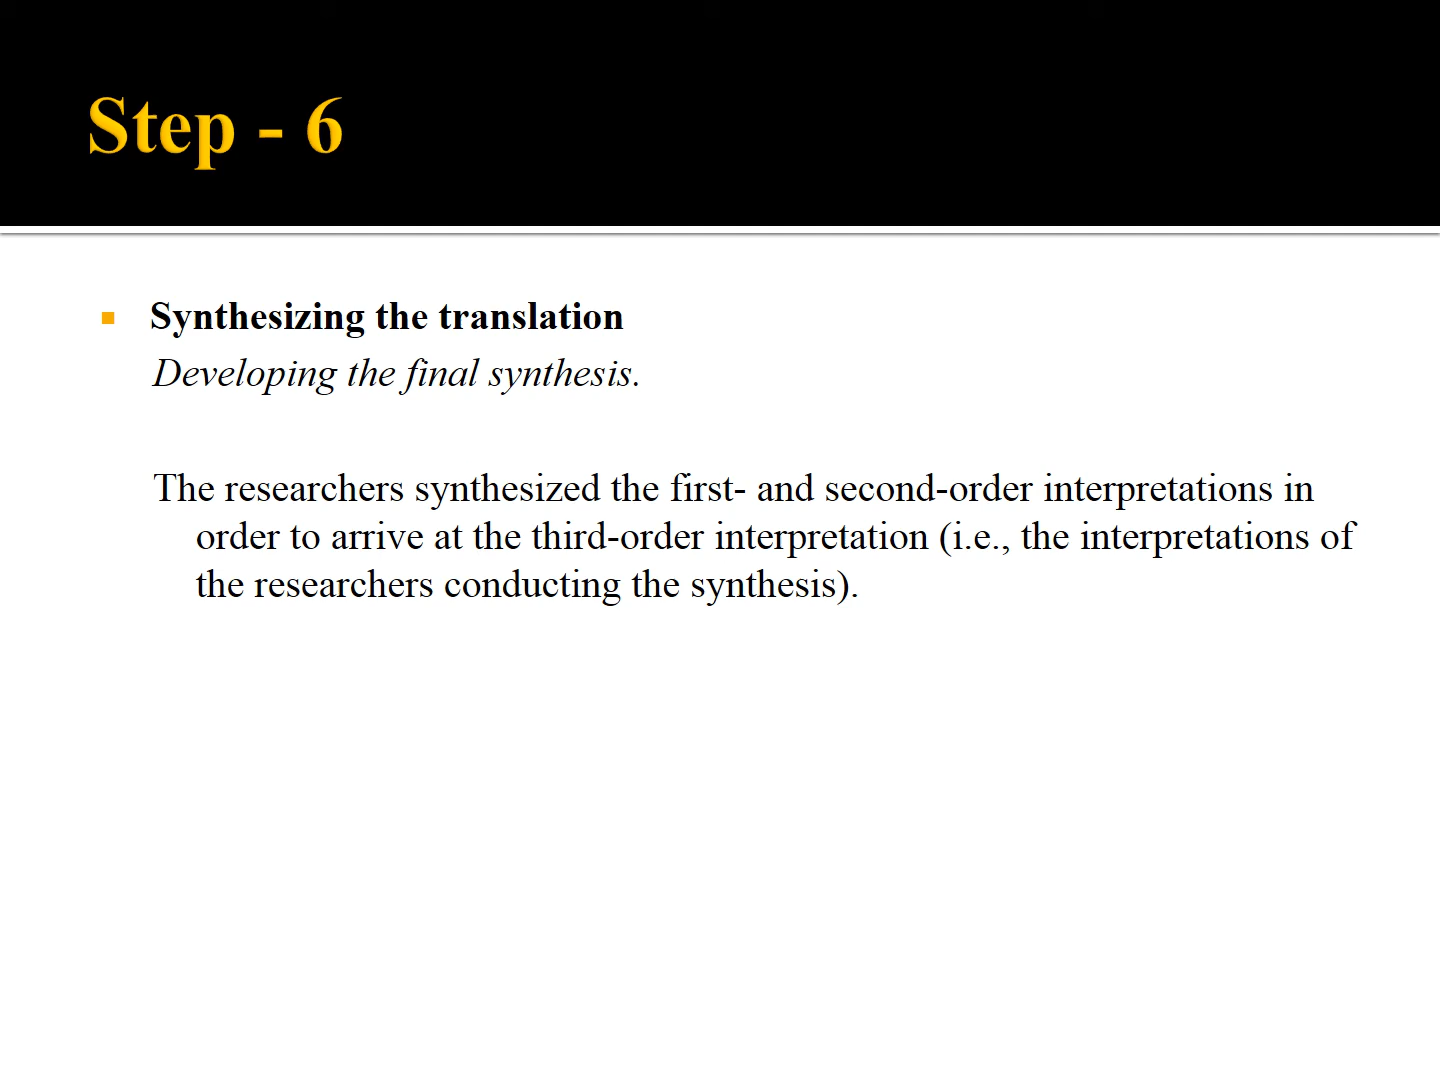 Step - 6
Synthesizing the translation
Developing the final synthesis.
The researchers synthesized the first- and second-order interpretations in
order to arrive at the third-order interpretation (i.e., the interpretations of
the researchers conducting the synthesis).